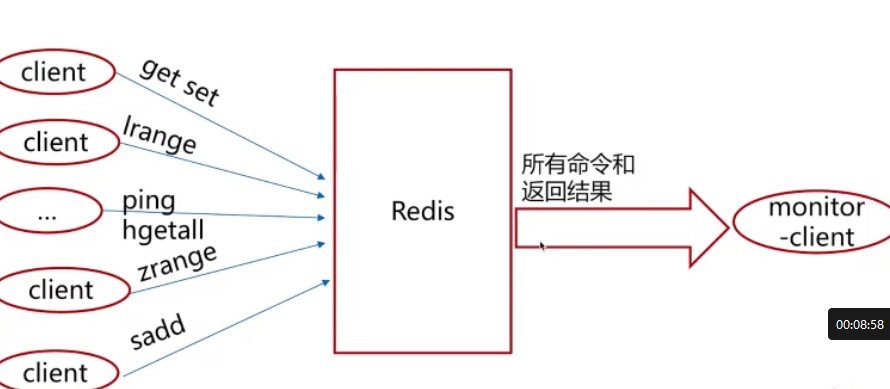 client
get set
client
lrange
...
ping
hgetall
client
zrange
client
sadd
Redis
所有命令和
返回结果
monitor
-client
00:08:58